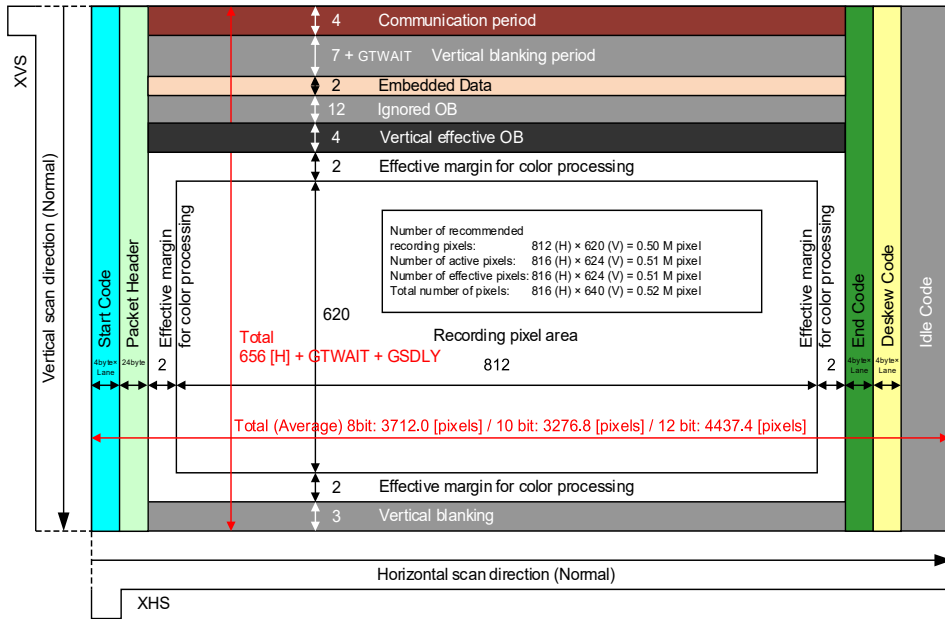 XVS
4 Communication period
7 + GTWAIT Vertical blanking period
2 Embedded Data
12 Ignored OB
4 Vertical effective OB
2 Effective margin for color processing
Vertical scan direction (Normal)
Start Code
4byte×
Lane
Packet Header
24byte
Effective margin
for color processing
2
Number of recommended
recording pixels: 812 (H) × 620 (V) = 0.50 M pixel
Number of active pixels: 816 (H) × 624 (V) = 0.51 M pixel
Number of effective pixels: 816 (H) × 624 (V) = 0.51 M pixel
Total number of pixels: 816 (H) × 640 (V) = 0.52 M pixel
620
Total
656 [H] + GTWAIT + GSDLY
Recording pixel area
812
Effective margin
for color processing
2
End Code
4byte×
Lane
Deskew Code
4byte×
Lane
Idle Code
Total (Average) 8bit: 3712.0 [pixels] / 10 bit: 3276.8 [pixels] / 12 bit: 4437.4 [pixels]
2 Effective margin for color processing
3 Vertical blanking
Horizontal scan direction (Normal)
XHS